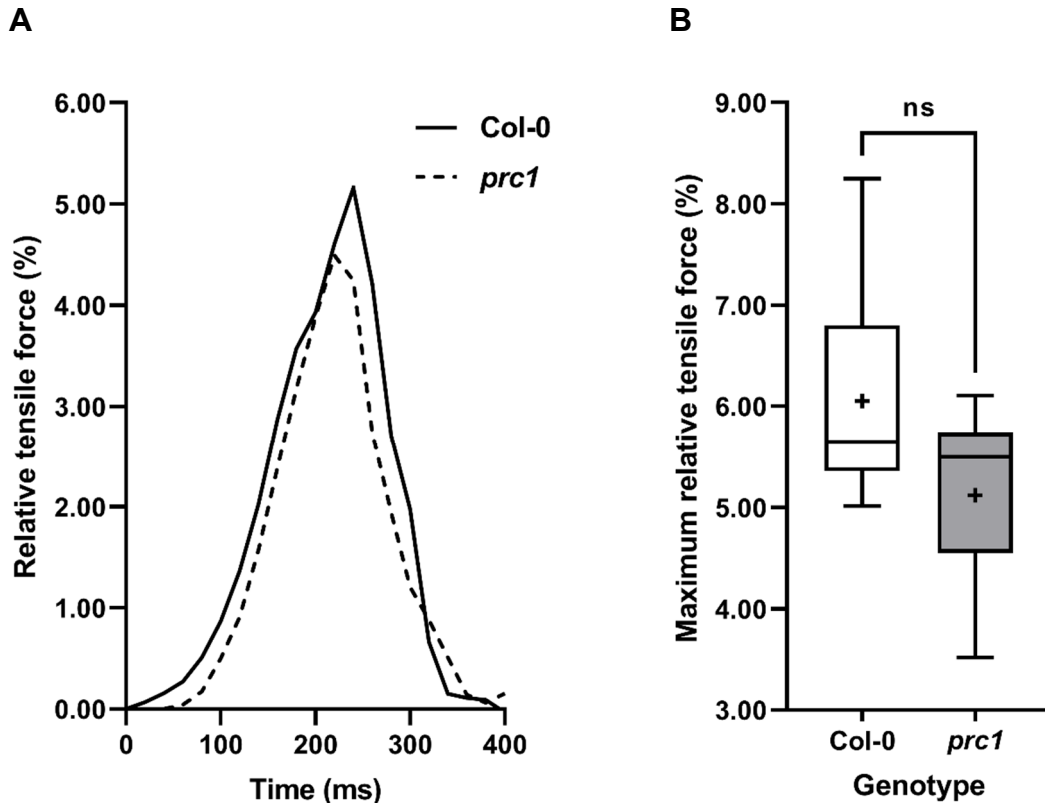 A
B
6.00
5.00
4.00
3.00
2.00
1.00
0.00
Relative tensile force (%)
Col-0
prc1
0
100
200
300
400
Time (ms)
9.00
8.00
7.00
6.00
5.00
4.00
3.00
Maximum relative tensile force (%)
ns
Col-0
prc1
Genotype